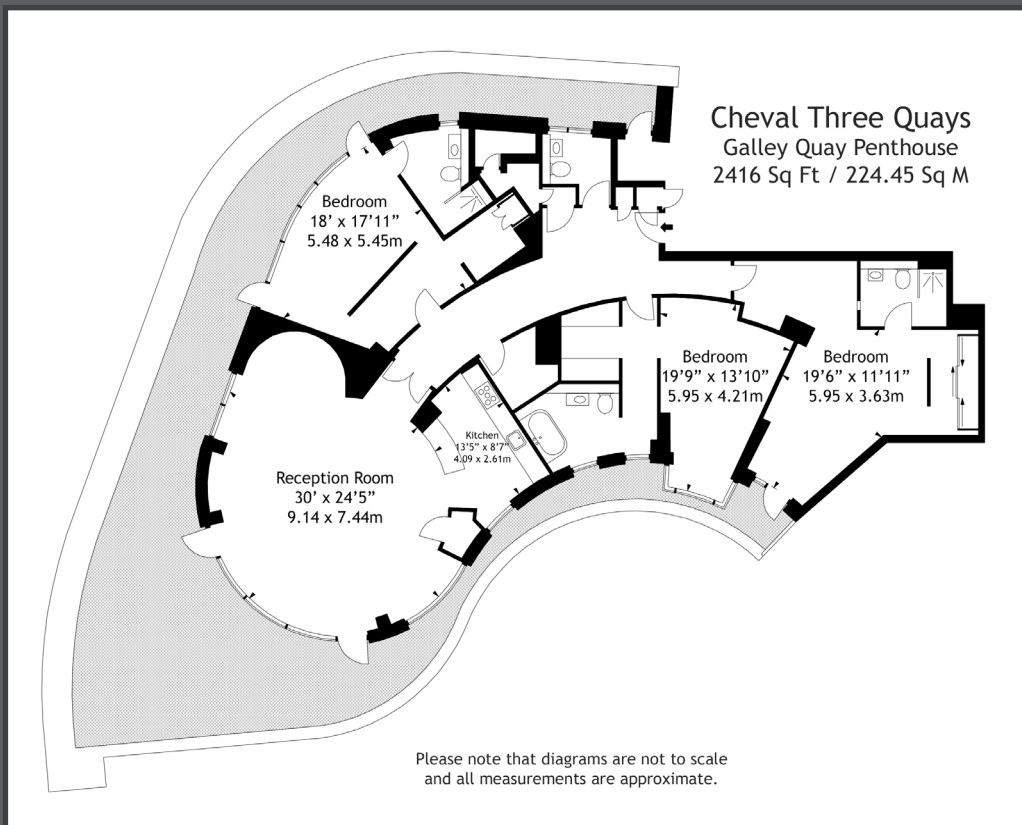 Cheval Three Quays
Galley Quay Penthouse
2416 Sq Ft / 224.45 Sq M
Bedroom
18’ x 17’11”
5.48 x 5.45m
Bedroom
19’9” x 13’10”
5.95 x 4.21m
Bedroom
19’6” x 11’11”
5.95 x 3.63m
Kitchen
13’5” x 8’7”
4.09 x 2.61m
Reception Room
30’ x 24’5”
9.14 x 7.44m
Please note that diagrams are not to scale
and all measurements are approximate.